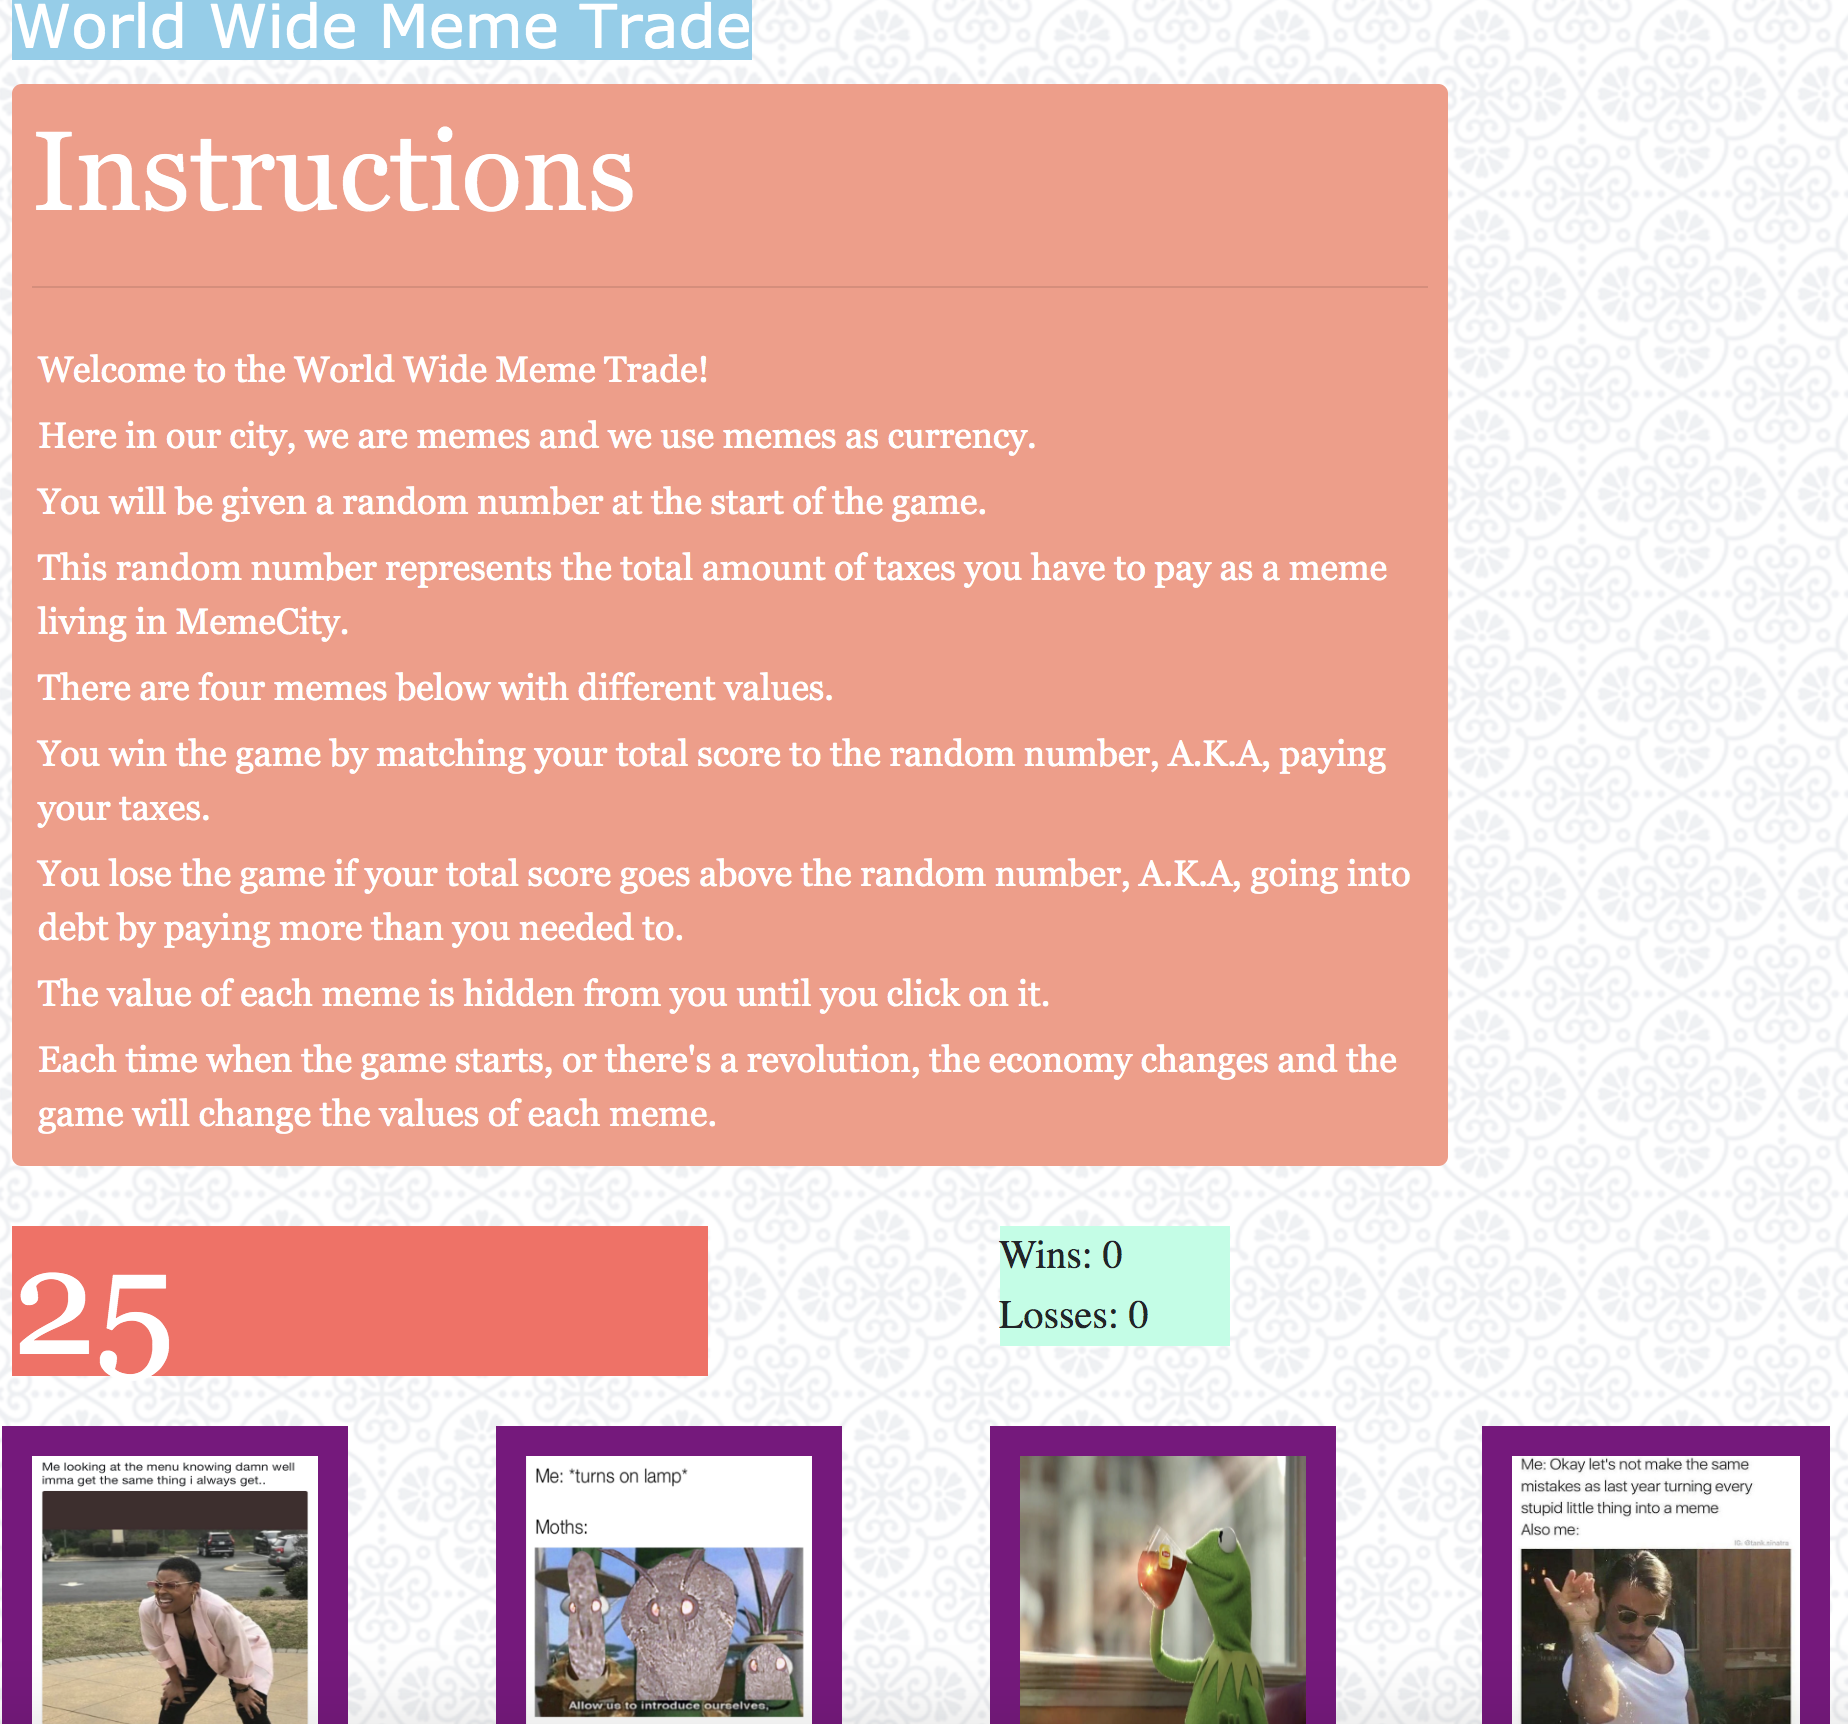 World Wide Meme Trade
Instructions
Welcome to the World Wide Meme Trade!
Here in our city, we are memes and we use memes as currency.
You will be given a random number at the start of the game.
This random number represents the total amount of taxes you have to pay as a meme
living in MemeCity.
There are four memes below with different values.
You win the game by matching your total score to the random number, A.K.A, paying
your taxes.
You lose the game if your total score goes above the random number, A.K.A, going into
debt by paying more than you needed to.
The value of each meme is hidden from you until you click on it.
Each time when the game starts, or there's a revolution, the economy changes and the
game will change the values of each meme.
25
Wins: 0
Losses: 0
Me looking at the menu knowing damn well
imma get the same thing i always get..
Me: *turns on lamp*
Moths:
Allow us to introduce ourselves,
Me: Okay let's not make the same
mistakes as last year turning every
stupid little thing into a meme
Also me:
IG: @tank.sinatra